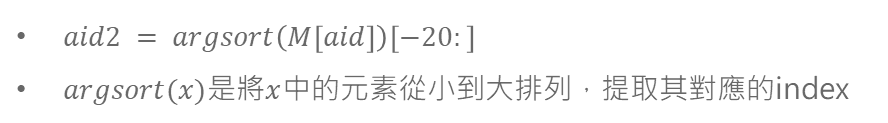 • aid2 = argsort(M[aid])[−20:]
• argsort(x)是將x中的元素從小到大排列，提取其對應的index